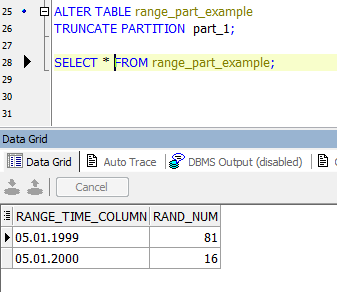 25 ALTER TABLE range_part_example
26 TRUNCATE PARTITION part_1;
27
28 SELECT * FROM range_part_example;
29
30
31
Data Grid
Data Grid Auto Trace DBMS Output (disabled)
Cancel
RANGE_TIME_COLUMN RAND_NUM
05.01.1999 81
05.01.2000 16